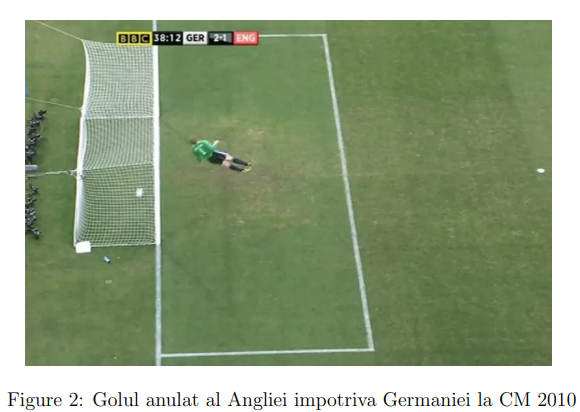 BBC 38:12 GER 2-1 ENG
Figure 2: Golul anulat al Angliei impotriva Germaniei la CM 2010